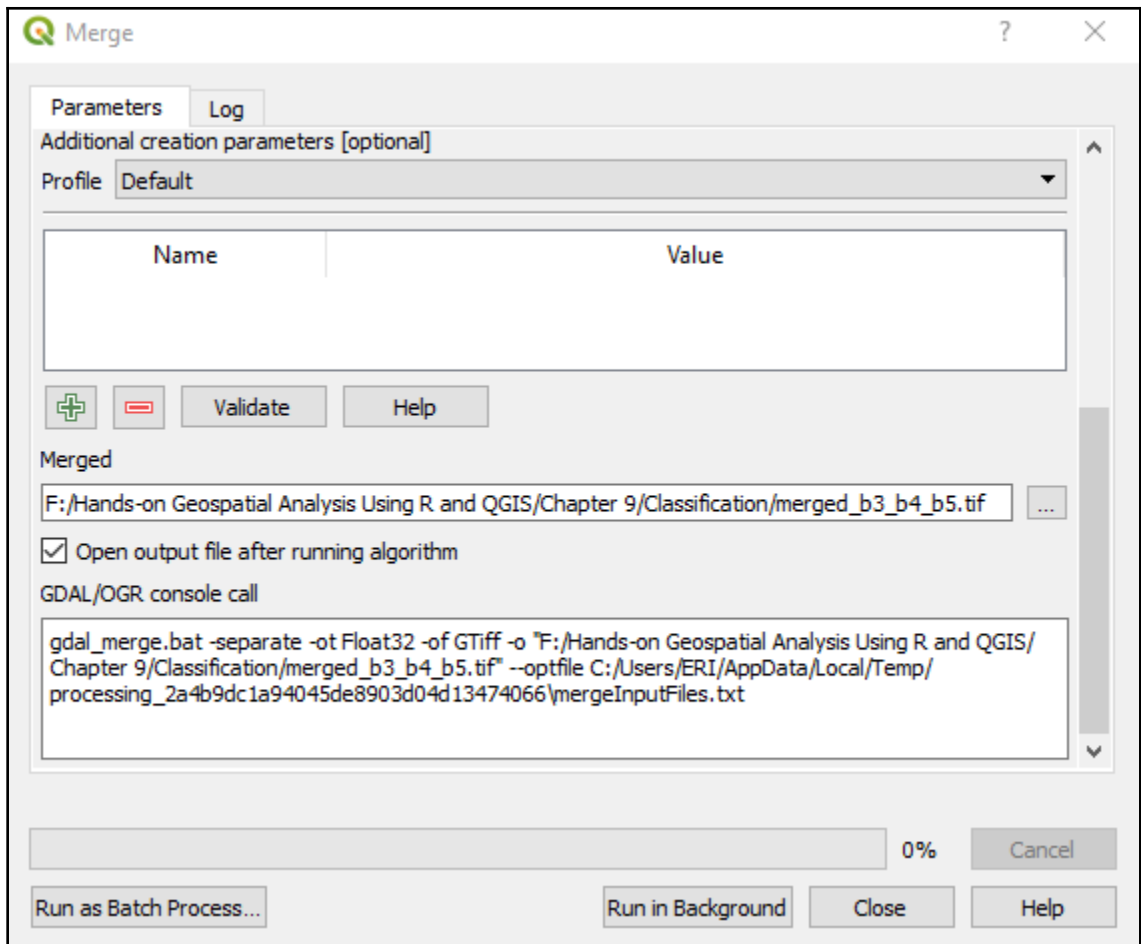 Merge
Parameters
Log
Additional creation parameters [optional]
Profile Default
Name Value
Validate Help
Merged
F:/Hands-on Geospatial Analysis Using R and QGIS/Chapter 9/Classification/merged_b3_b4_b5.tif ...
Open output file after running algorithm
GDAL/OGR console call
gdal_merge.bat -separate -ot Float32 -of GTiff -o "F:/Hands-on Geospatial Analysis Using R and QGIS/
Chapter 9/Classification/merged_b3_b4_b5.tif" --optfile C:/Users/ERI/AppData/Local/Temp/
processing_2a4b9dc1a94045de8903d04d13474066\mergeInputFiles.txt
0% Cancel
Run as Batch Process... Run in Background Close Help